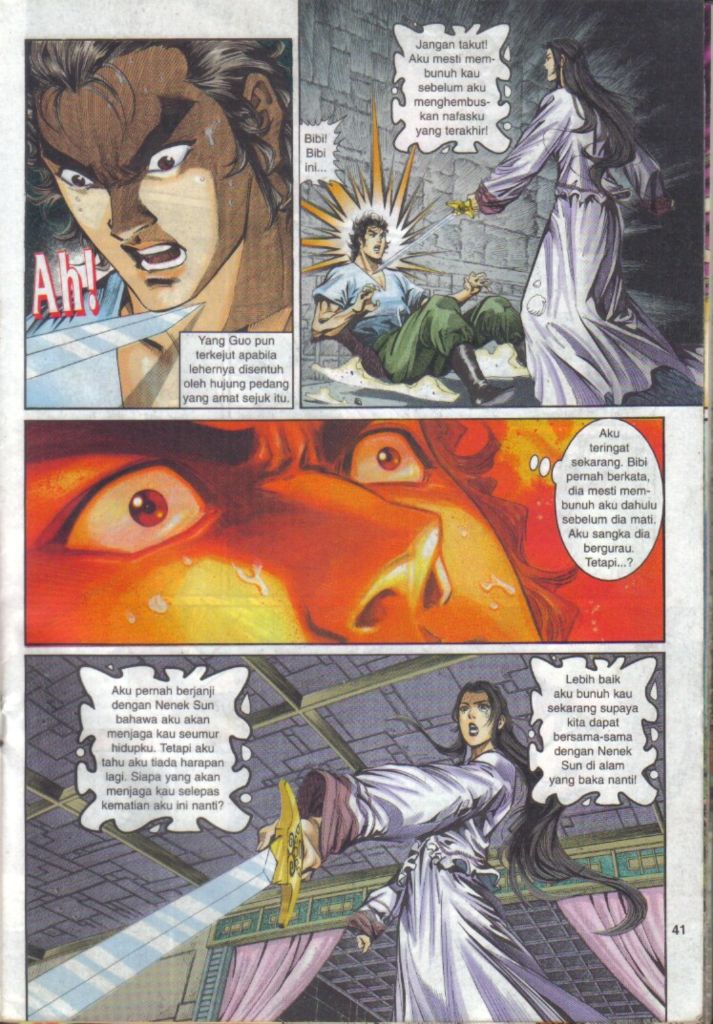 Ah!
Yang Guo pun
terkejut apabila
lehernya disentuh
oleh hujung pedang
yang amat sejuk itu.
Bibi!
Bibi
ini...
Jangan takut!
Aku mesti mem-
bunuh kau
sebelum aku
menghembus-
kan nafasku
yang terakhir!
Aku
teringat
sekarang. Bibi
pernah berkata,
dia mesti mem-
bunuh aku dahulu
sebelum dia mati.
Aku sangka dia
bergurau.
Tetapi...?
Aku pernah berjanji
dengan Nenek Sun
bahawa aku akan
menjaga kau seumur
hidupku. Tetapi aku
tahu aku tiada harapan
lagi. Siapa yang akan
menjaga kau selepas
kematian aku ini nanti?
Lebih baik
aku bunuh kau
sekarang supaya
kita dapat
bersama-sama
dengan Nenek
Sun di alam
yang baka nanti!
41